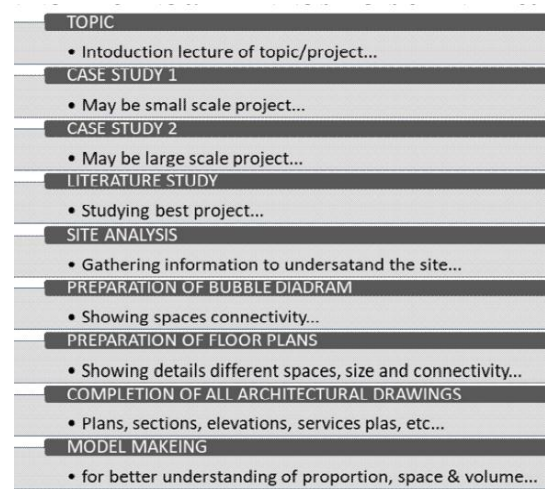 TOPIC
• Intoduction lecture of topic/project...
CASE STUDY 1
• May be small scale project...
CASE STUDY 2
• May be large scale project...
LITERATURE STUDY
• Studying best project...
SITE ANALYSIS
• Gathering information to undersatand the site...
PREPARATION OF BUBBLE DIADRAM
• Showing spaces connectivity...
PREPARATION OF FLOOR PLANS
• Showing details different spaces, size and connectivity...
COMPLETION OF ALL ARCHITECTURAL DRAWINGS
• Plans, sections, elevations, services plas, etc...
MODEL MAKEING
• for better understanding of proportion, space & volume...